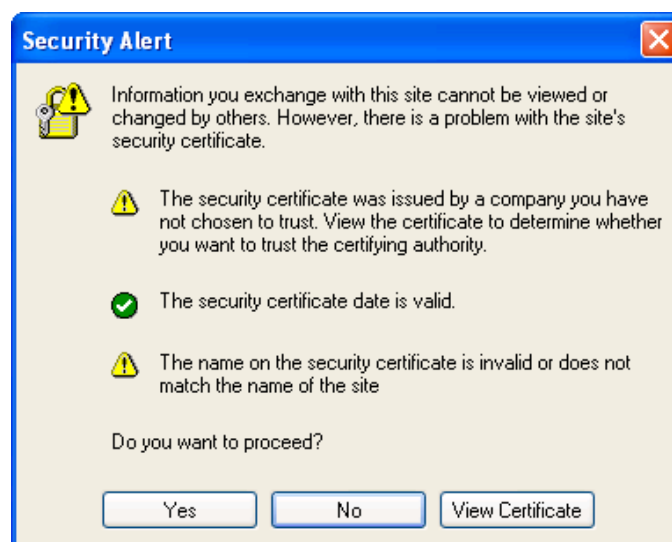 Security Alert
Information you exchange with this site cannot be viewed or
changed by others. However, there is a problem with the site's
security certificate.
The security certificate was issued by a company you have
not chosen to trust. View the certificate to determine whether
you want to trust the certifying authority.
The security certificate date is valid.
The name on the security certificate is invalid or does not
match the name of the site
Do you want to proceed?
Yes No View Certificate